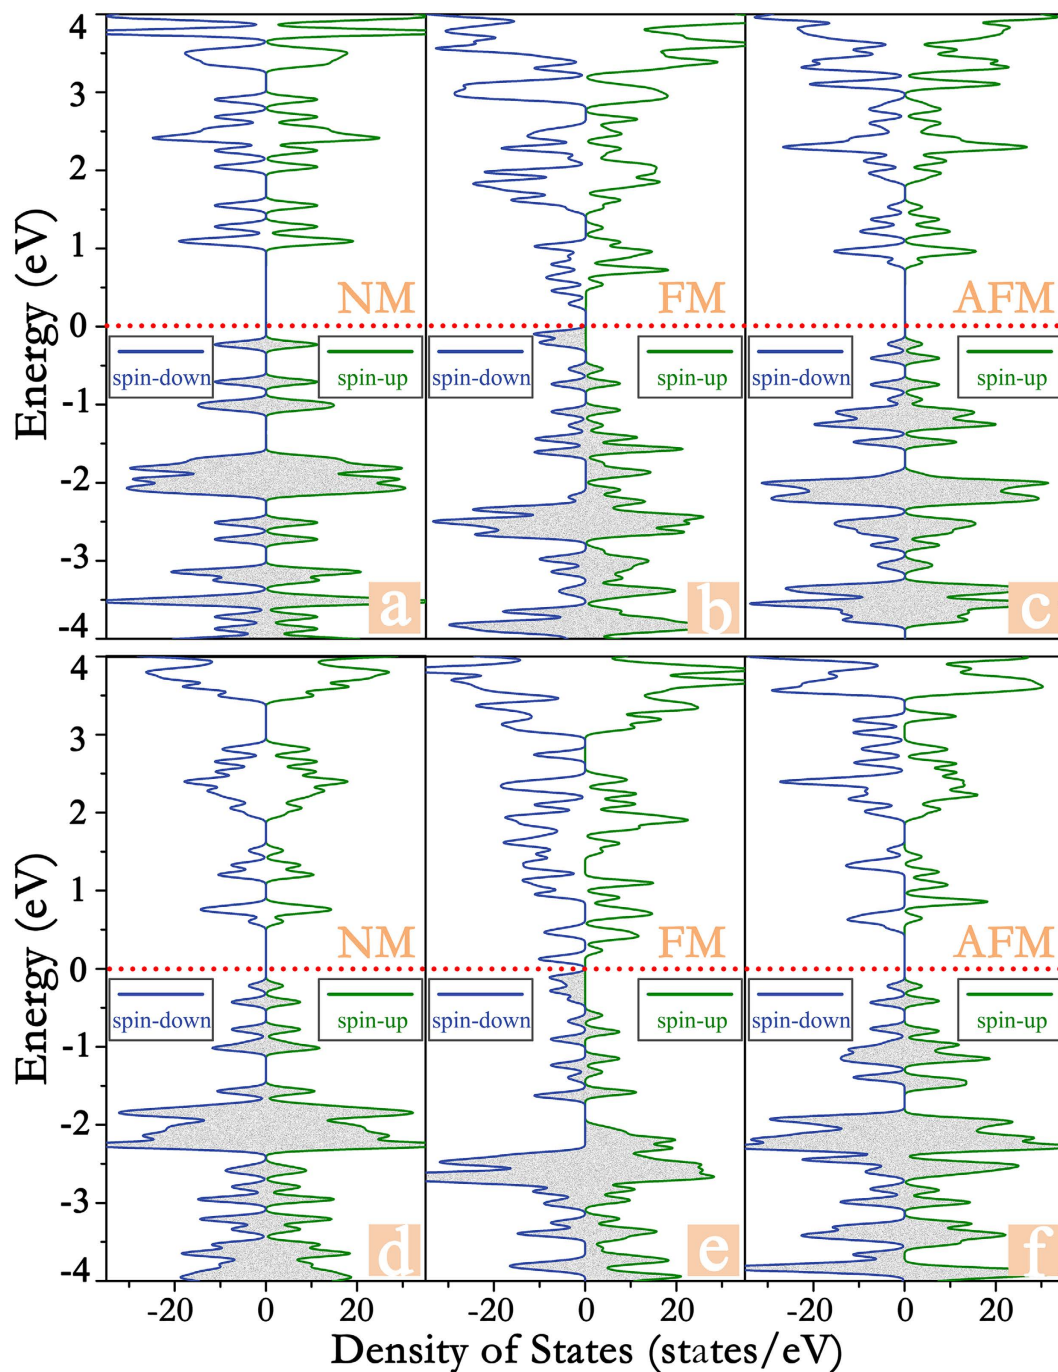 4
3
2
1
0
-1
-2
-3
-4
Energy (eV)
NM
FM
AFM
spin-down
spin-up
spin-down
spin-up
spin-down
spin-up
a
b
c
4
3
2
1
0
-1
-2
-3
-4
Energy (eV)
NM
FM
AFM
spin-down
spin-up
spin-down
spin-up
spin-down
spin-up
d
e
f
-20 0 20 -20 0 20 -20 0 20
Density of States (states/eV)